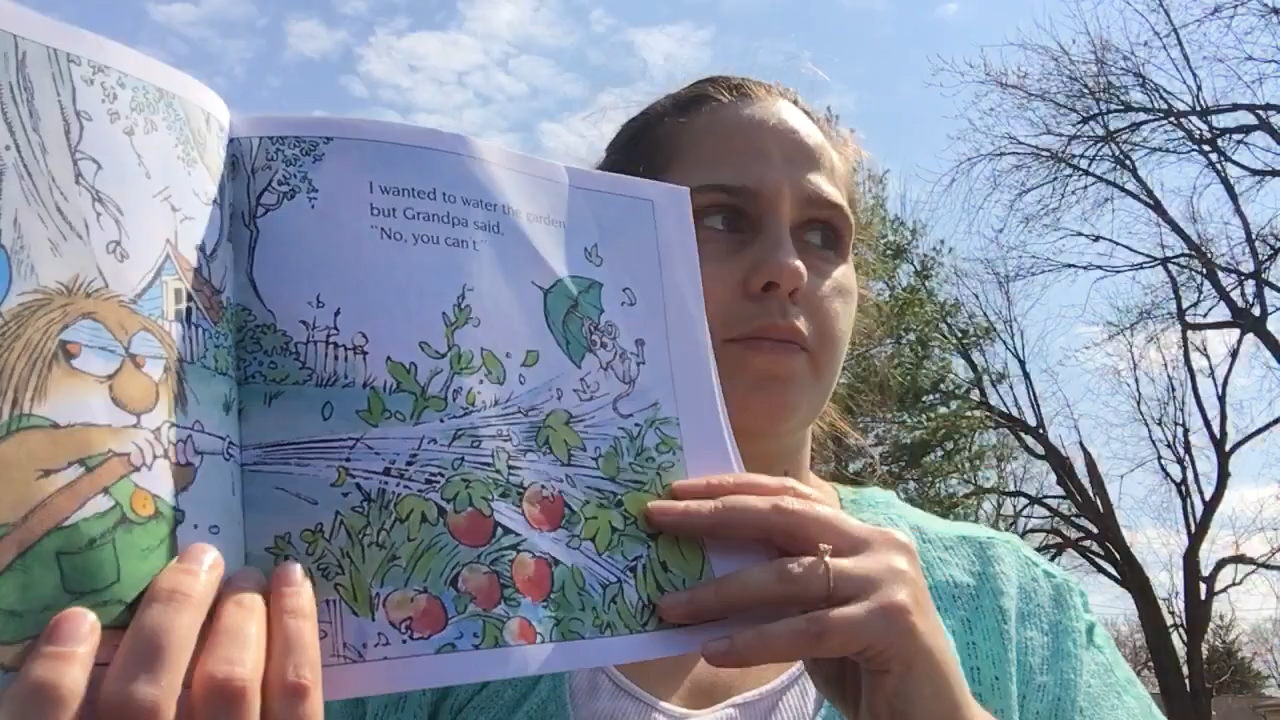 I wanted to water the garden
but Grandpa said,
"No, you can't."